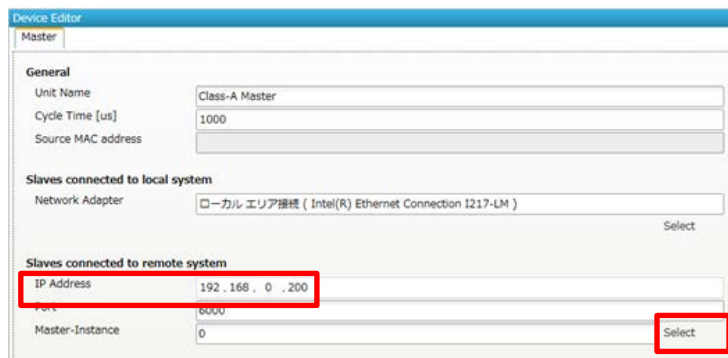 Device Editor
Master
General
Unit Name Class-A Master
Cycle Time [us] 1000
Source MAC address
Slaves connected to local system
Network Adapter ローカル エリア接続 ( Intel(R) Ethernet Connection I217-LM )
Select
Slaves connected to remote system
IP Address 192 . 168 . 0 . 200
Port 6000
Master-Instance 0 Select